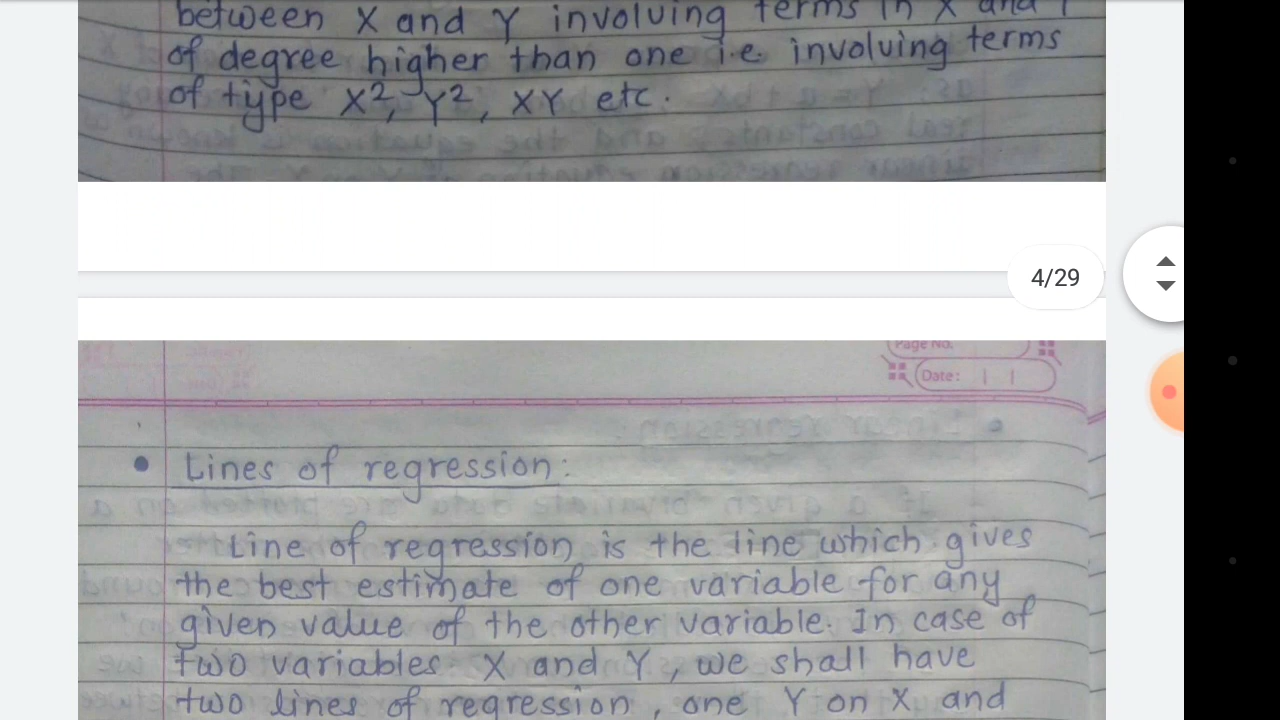 between X and Y involving terms in X and Y
of degree higher than one i.e. involving terms
of type X², Y², XY etc.
4/29
Page No.
Date:
• Lines of regression:
Line of regression is the line which gives
the best estimate of one variable for any
given value of the other variable. In case of
two variables X and Y, we shall have
two lines of regression, one Y on X and